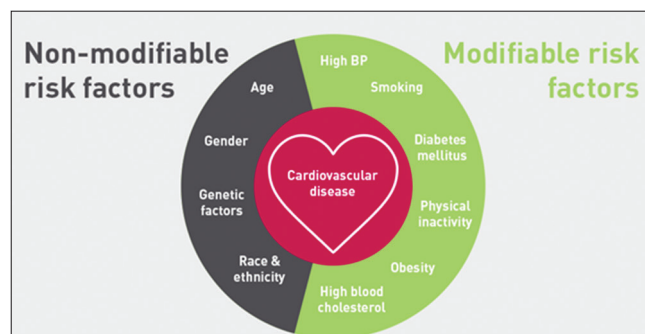 Non-modifiable
risk factors
Modifiable risk
factors
High BP
Smoking
Diabetes
mellitus
Physical
inactivity
Obesity
High blood
cholesterol
Age
Gender
Genetic
factors
Race &
ethnicity
Cardiovascular
disease